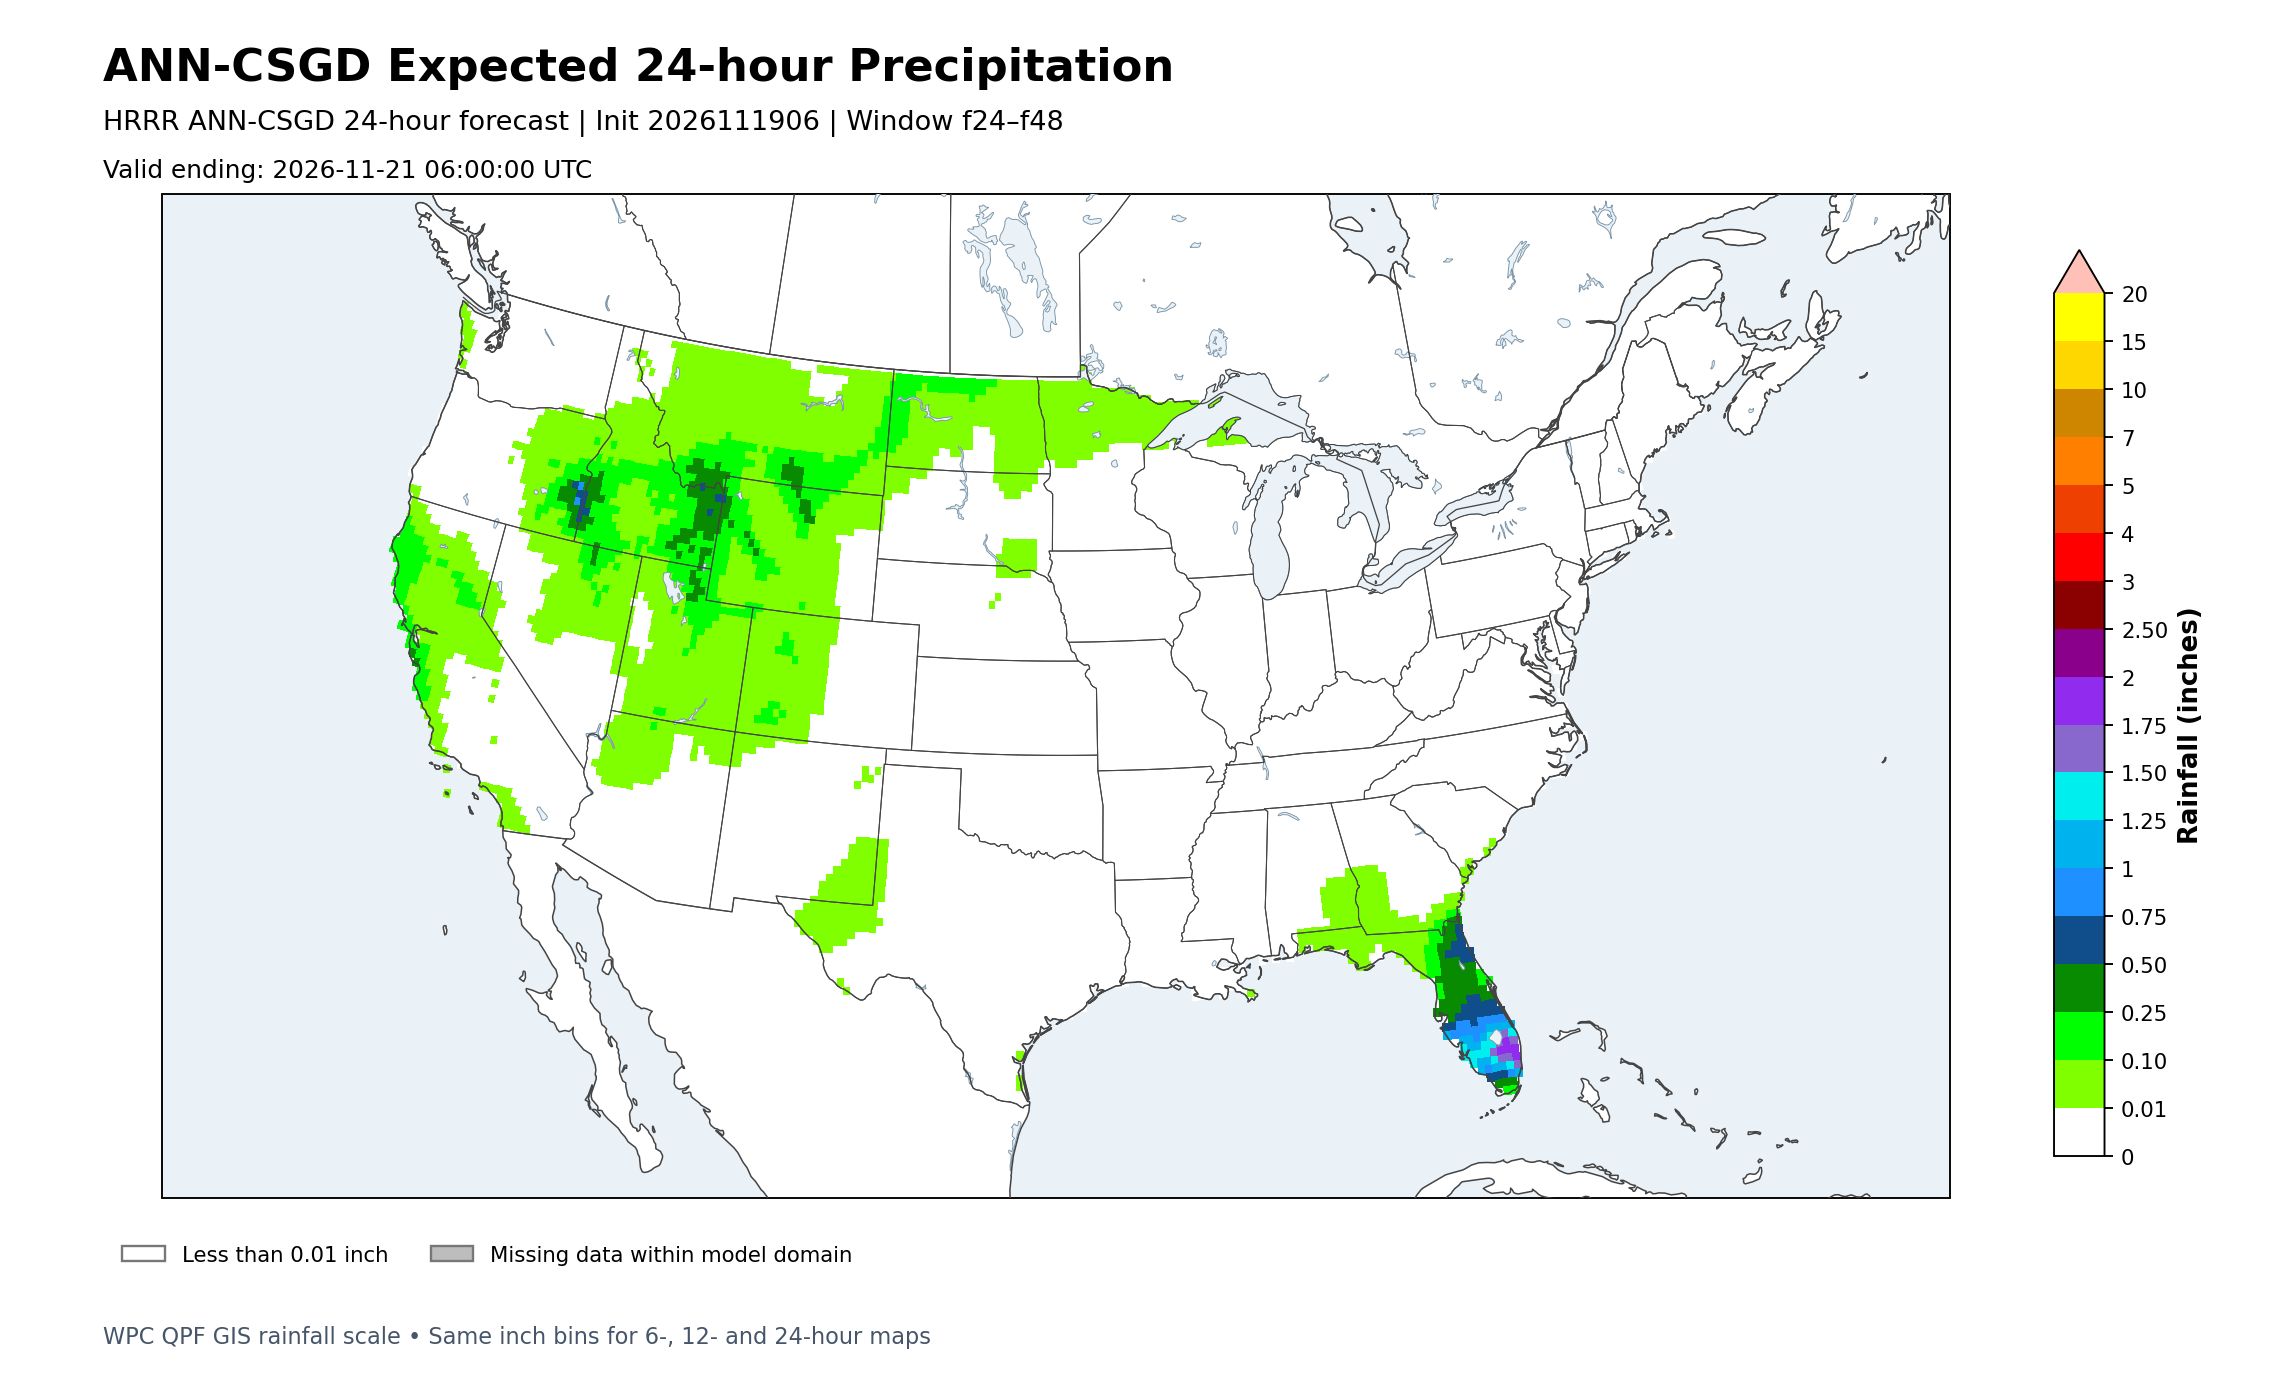 ANN-CSGD Expected 24-hour Precipitation
HRRR ANN-CSGD 24-hour forecast | Init 2026111906 | Window f24–f48
Valid ending: 2026-11-21 06:00:00 UTC
20
15
10
7
5
4
3
2.50
2
1.75
1.50
1.25
1
0.75
0.50
0.25
0.10
0.01
0
Rainfall (inches)
Less than 0.01 inch
Missing data within model domain
WPC QPF GIS rainfall scale • Same inch bins for 6-, 12- and 24-hour maps